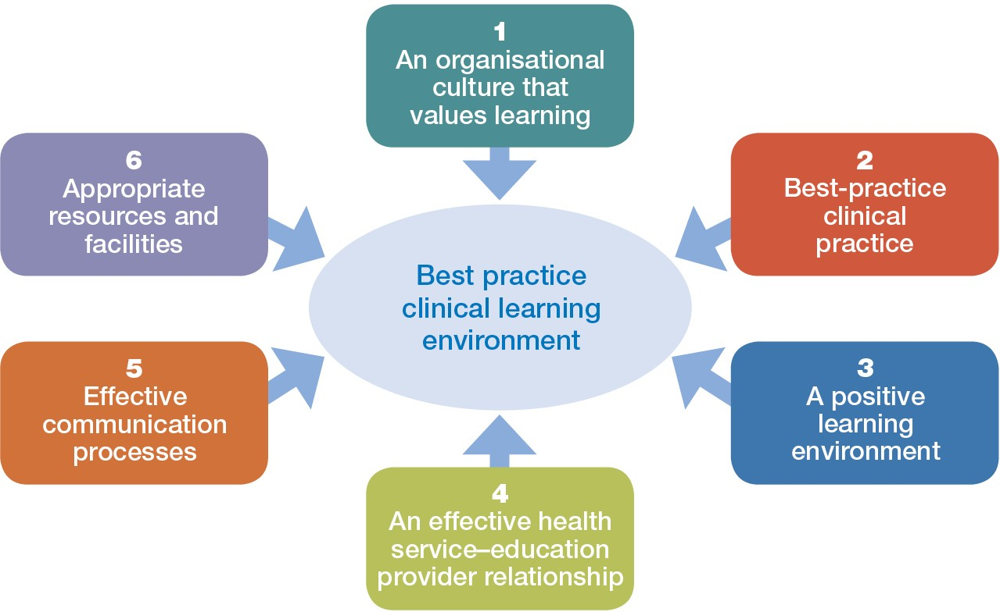 1
An organisational
culture that
values learning
2
Best-practice
clinical
practice
3
A positive
learning
environment
4
An effective health
service–education
provider relationship
5
Effective
communication
processes
6
Appropriate
resources and
facilities
Best practice
clinical learning
environment